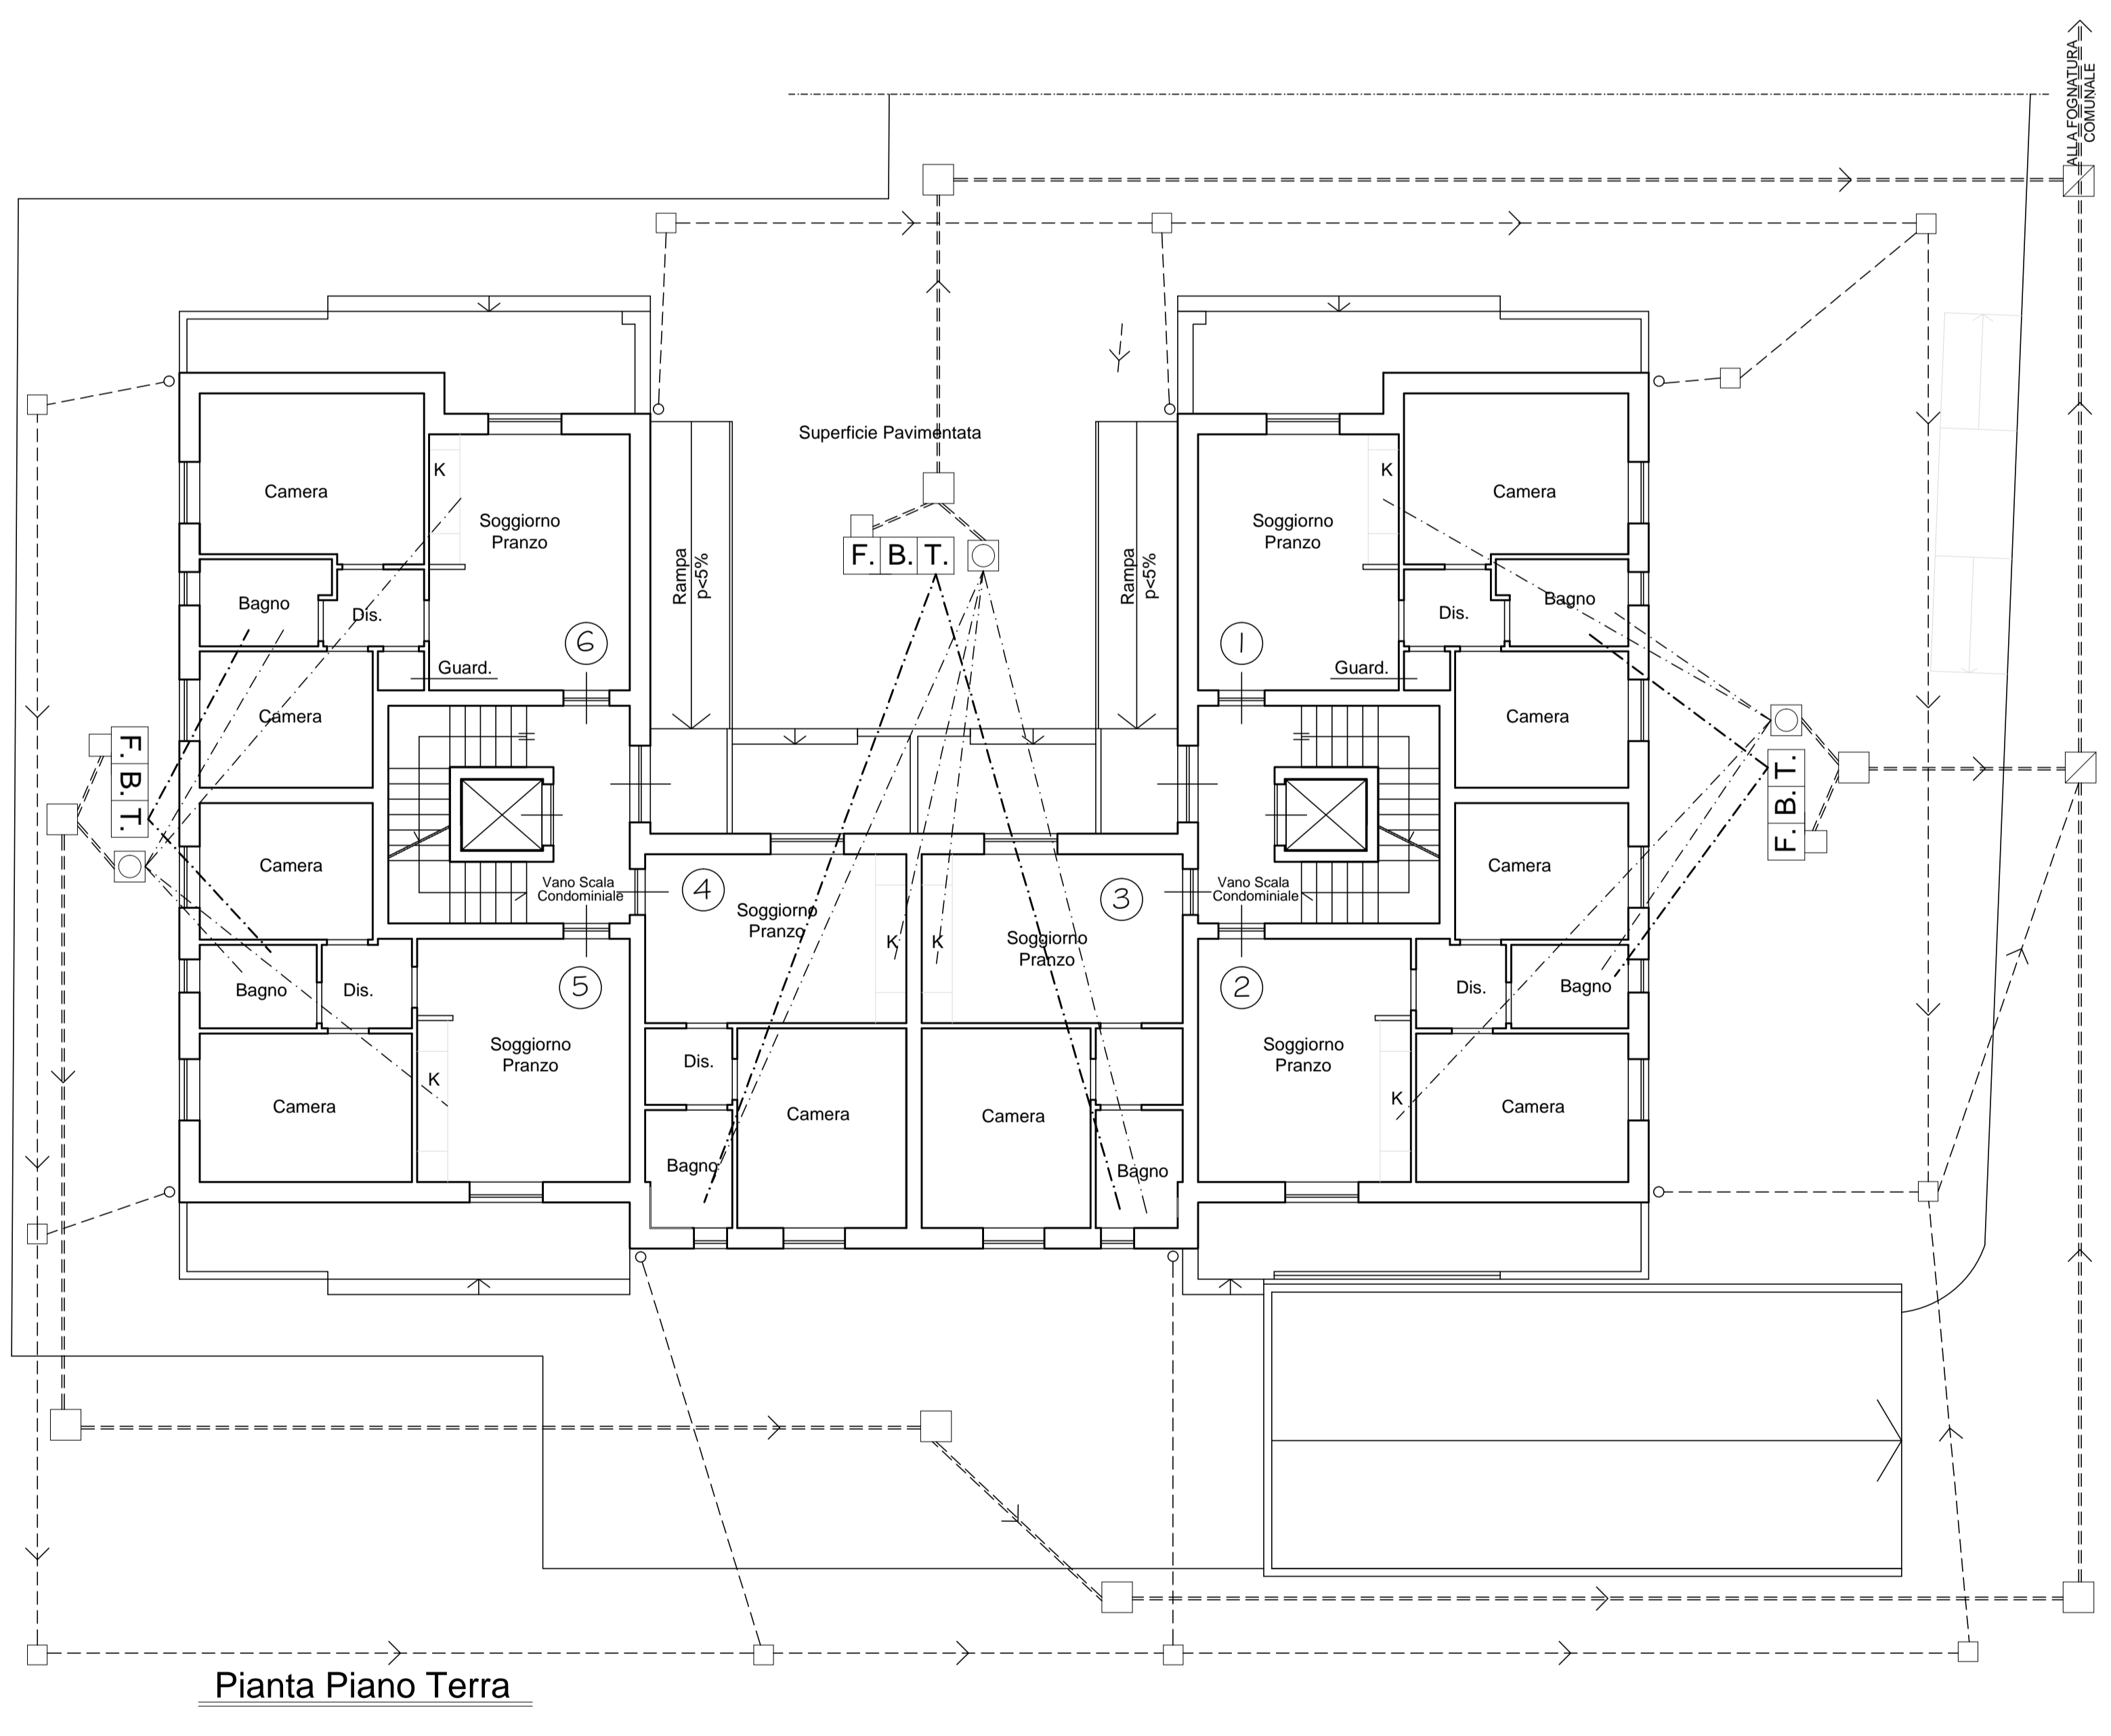 ALLA FOGNATURA
COMUNALE
Superficie Pavimentata
K
K
Camera
Camera
Soggiorno
Pranzo
Soggiorno
Pranzo
F. B. T.
Rampa
p<5%
Rampa
p<5%
Bagno
Dis.
Dis.
Bagno
6
1
Guard.
Guard.
Camera
Camera
F. B. T.
F. B. T.
Camera
Camera
Vano Scala
Condominiale
Vano Scala
Condominiale
4
3
Soggiorno
Pranzo
Soggiorno
Pranzo
K
K
Bagno
Dis.
5
2
Dis.
Bagno
Soggiorno
Pranzo
Soggiorno
Pranzo
Dis.
K
K
Camera
Camera
Camera
Camera
Bagno
Bagno
Pianta Piano Terra